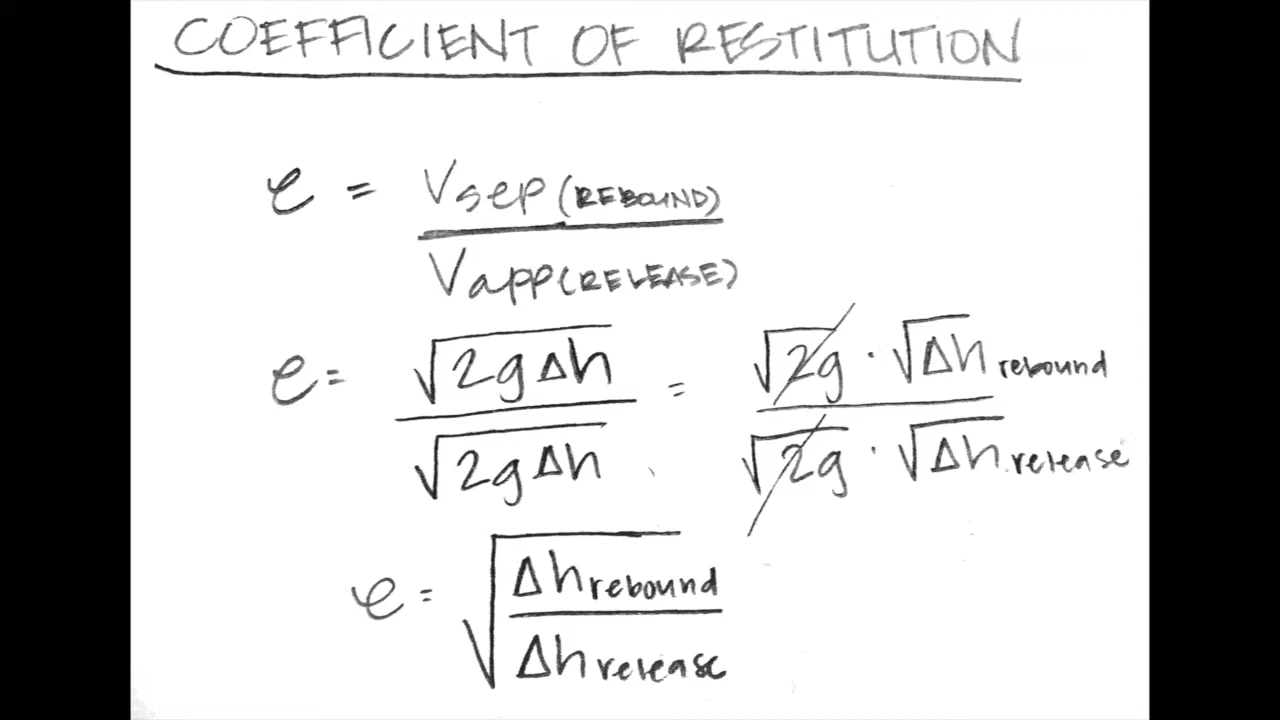 COEFFICIENT OF RESTITUTION
e = Vsep (REBOUND)
Vapp (RELEASE)
e = √2gΔh = √2g · √Δh rebound
√2gΔh √2g · √Δh release
e = √Δh rebound
Δh release